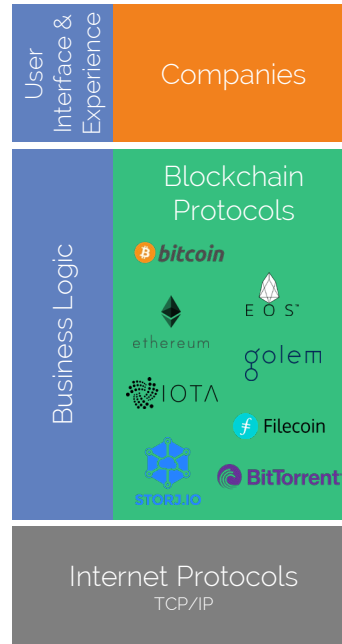 User
Interface &
Experience
Companies
Business Logic
Blockchain
Protocols
bitcoin
EOS™
ethereum
golem
IOTA
Filecoin
STORJ.IO
BitTorrent
Internet Protocols
TCP/IP